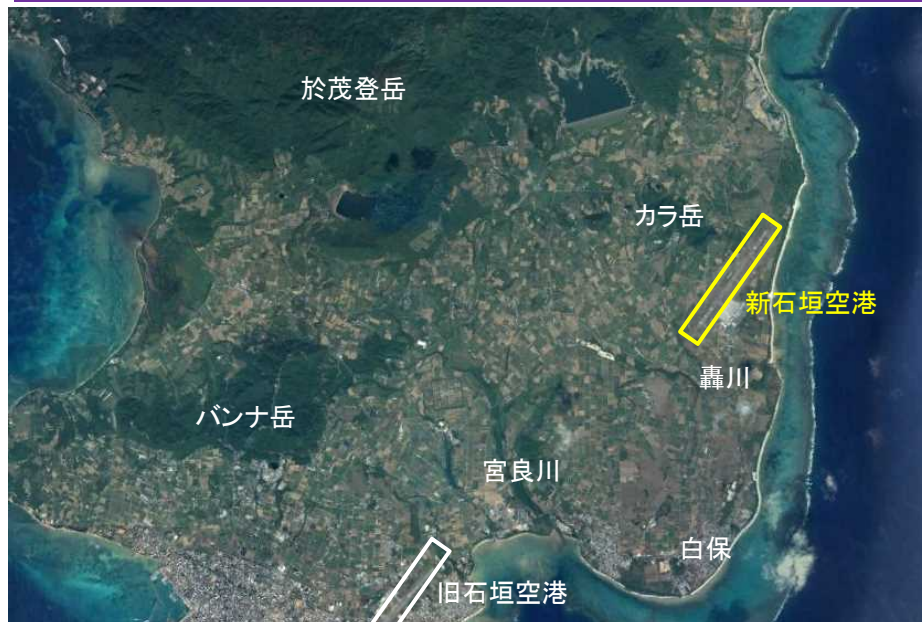 於茂登岳
カラ岳
新石垣空港
轟川
バンナ岳
宮良川
白保
旧石垣空港